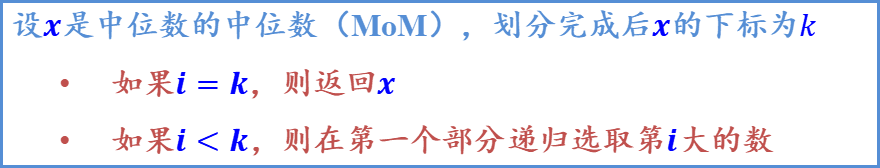 设x是中位数的中位数（MoM），划分完成后x的下标为k
• 如果i = k，则返回x
• 如果i < k，则在第一个部分递归选取第i大的数